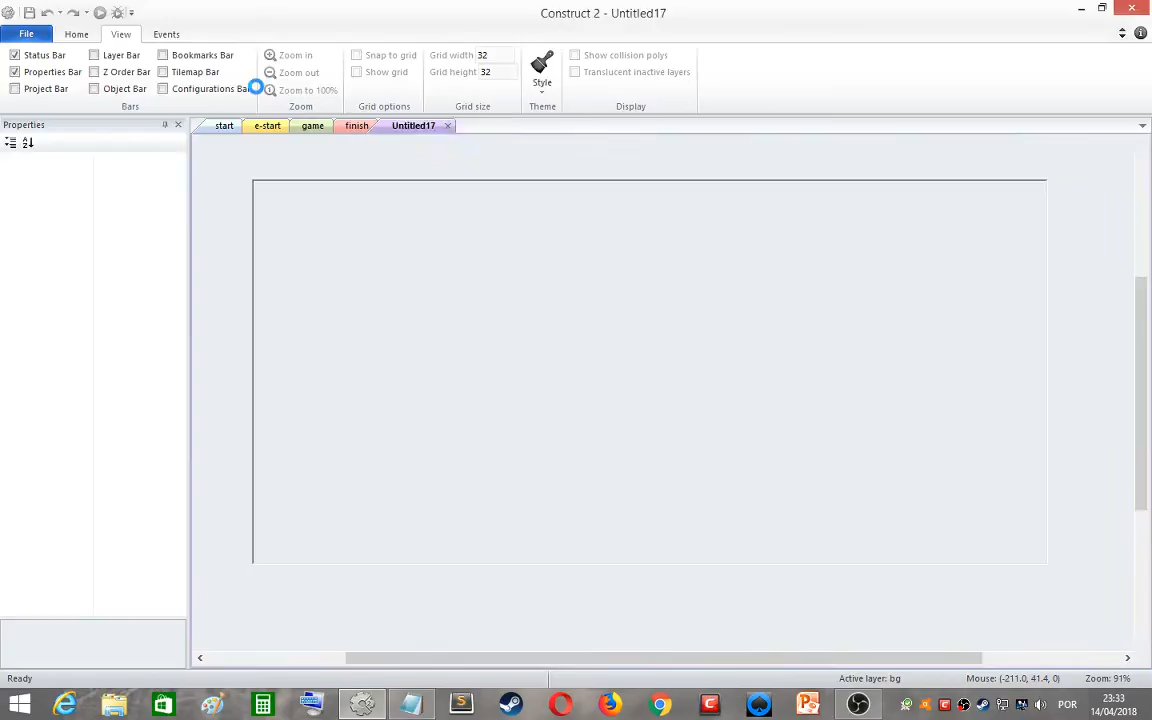 Construct 2 - Untitled17
File Home View Events
Status Bar Layer Bar Bookmarks Bar Zoom in Snap to grid Grid width 32 Show collision polys
Properties Bar Z Order Bar Tilemap Bar Zoom out Show grid Grid height 32 Translucent inactive layers
Project Bar Object Bar Configurations Bar Zoom to 100% Style
Bars Zoom Grid options Grid size Theme Display
Properties
start e-start game finish Untitled17
Ready Active layer: bg Mouse: (-211.0, 41.4, 0) Zoom: 91%
POR 23:33
14/04/2018